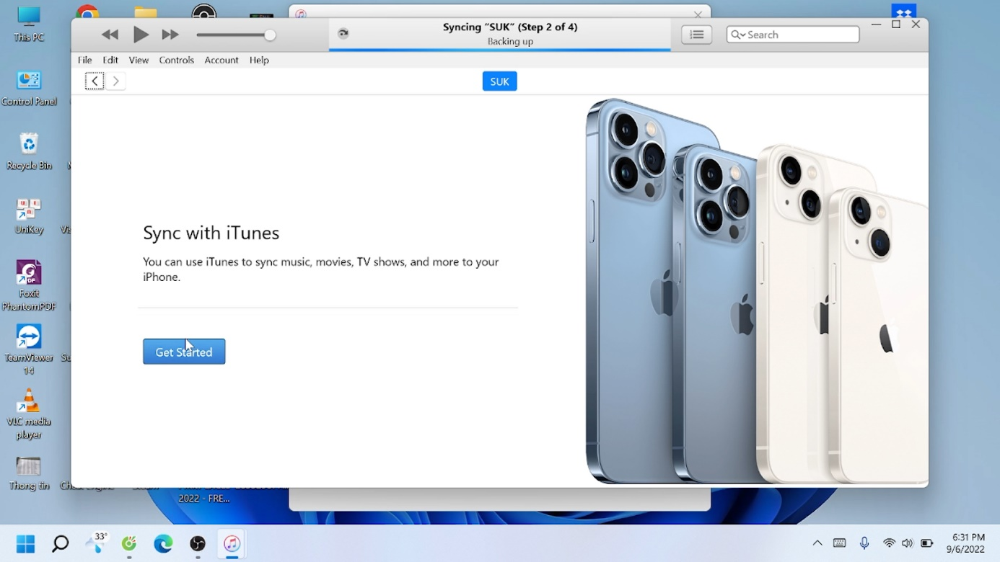 This PC
Control Panel
Recycle Bin
UniKey
Foxit
PhantomPDF
TeamViewer
14
VLC media
player
Thong tin
Syncing “SUK” (Step 2 of 4)
Backing up
Search
File Edit View Controls Account Help
SUK
Sync with iTunes
You can use iTunes to sync music, movies, TV shows, and more to your
iPhone.
Get Started
2022 - FRE...
33°
6:31 PM
9/6/2022